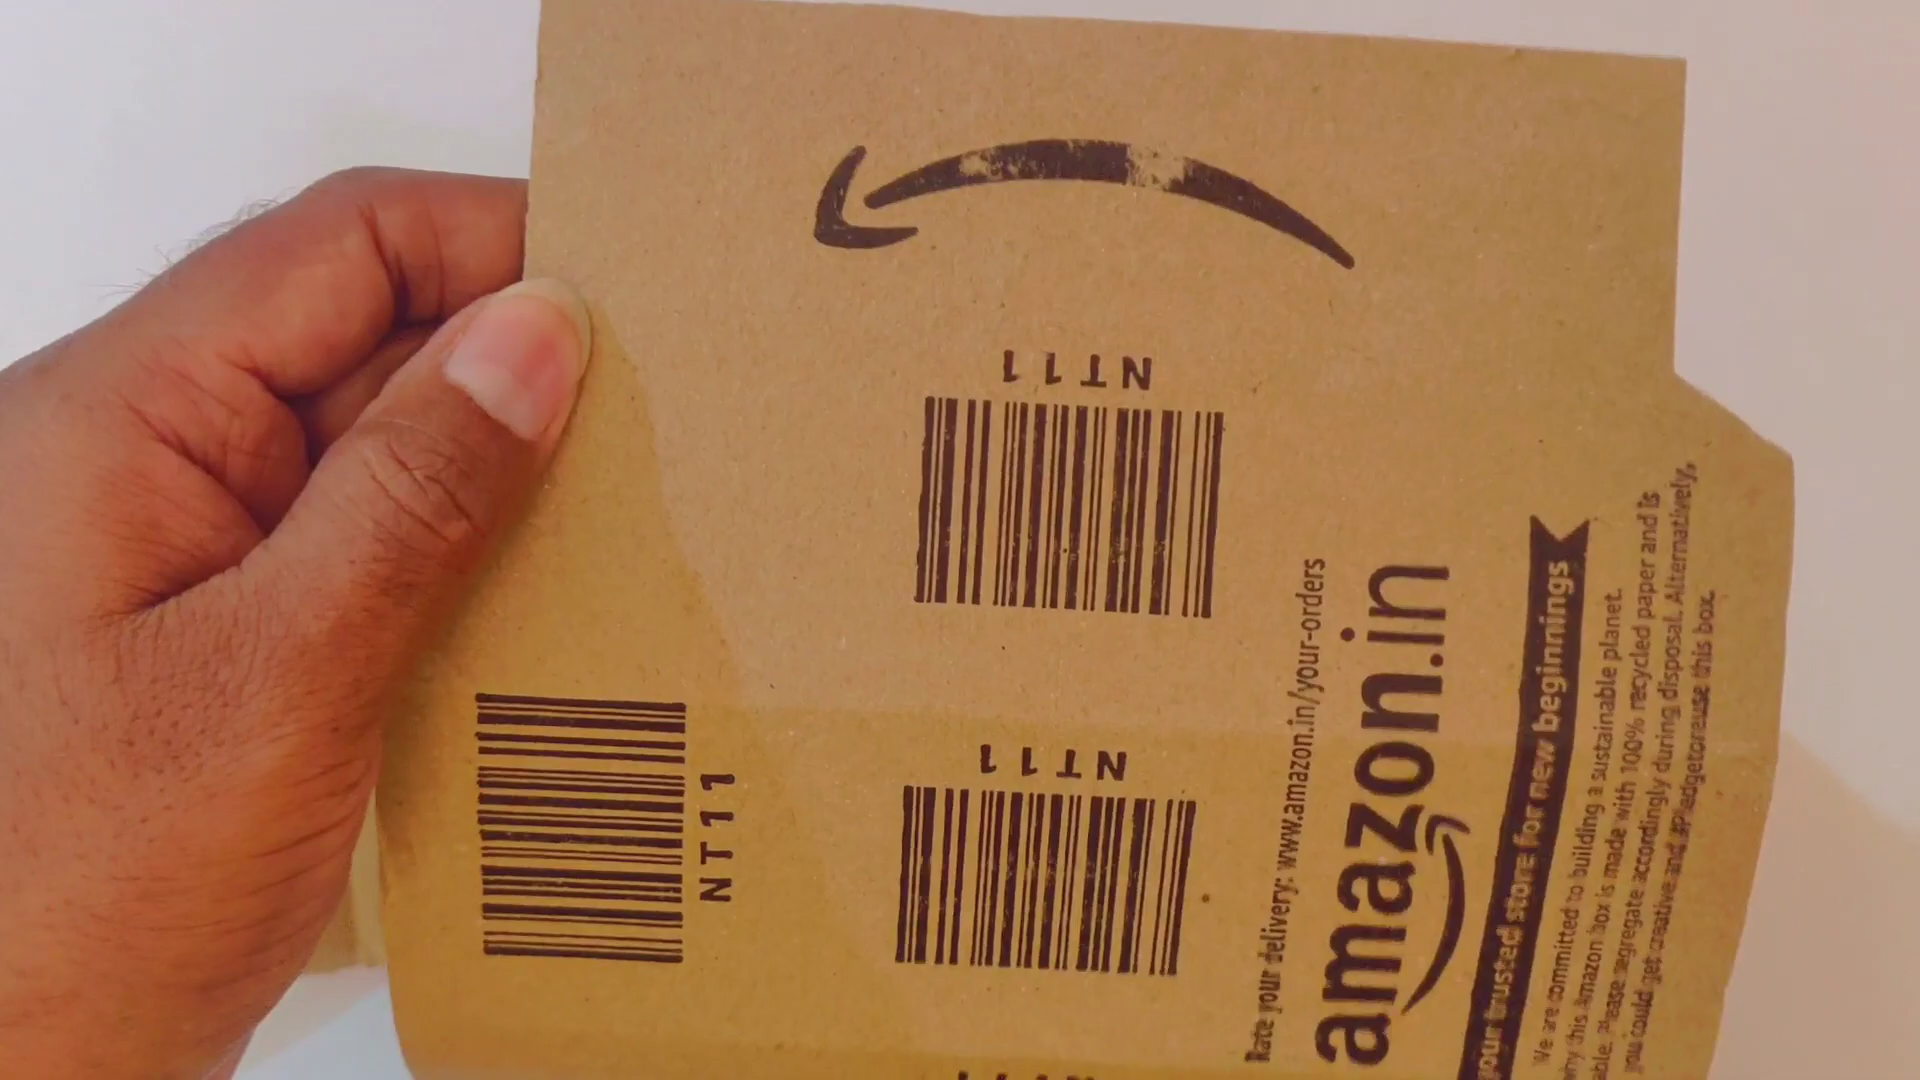 NT11
NT11
NT11
Rate your delivery: www.amazon.in/your-orders
amazon.in
your trusted store for new beginnings
We are committed to building a sustainable planet.
why this Amazon box is made with 100% recycled paper and is
able. Please segregate accordingly during disposal. Alternatively,
you could get creative and #Pledgetoreuse this box.